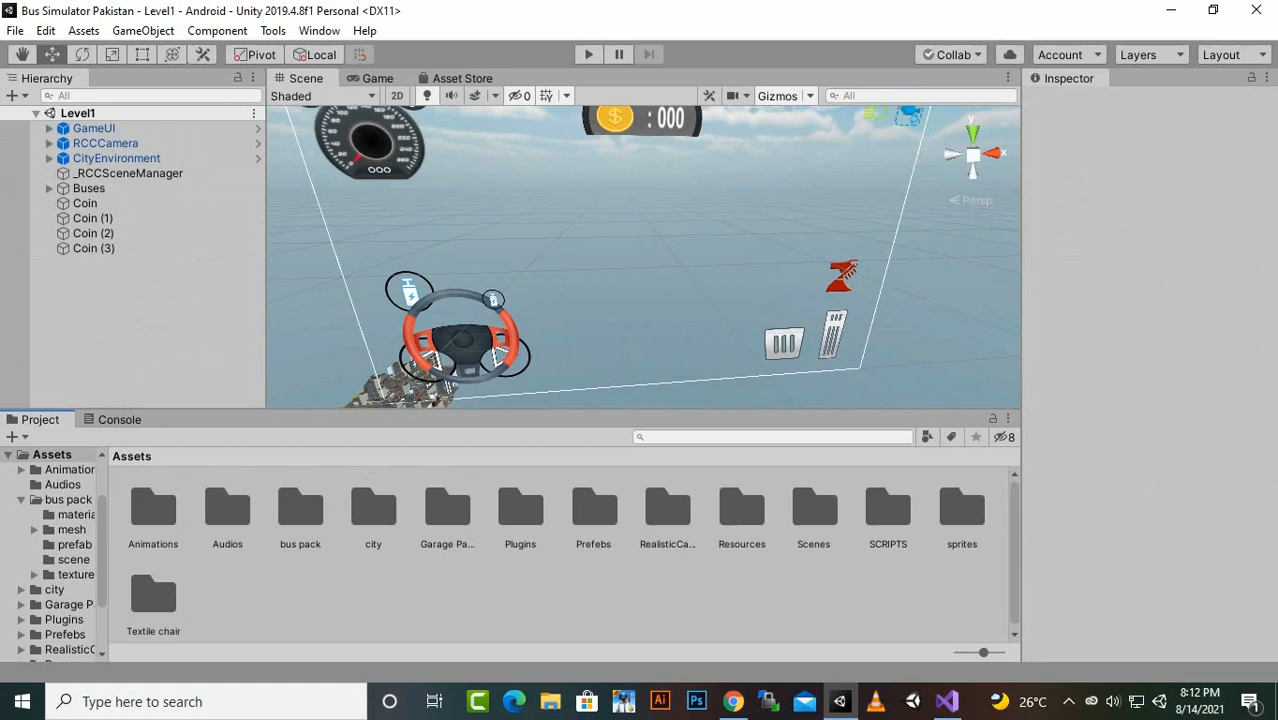 Bus Simulator Pakistan - Level1 - Android - Unity 2019.4.8f1 Personal <DX11>
File Edit Assets GameObject Component Tools Window Help
Pivot Local Collab Account Layers Layout
Hierarchy Scene Game Asset Store Inspector
All Shaded 2D 0 Gizmos All
Level1
GameUI
RCCCamera
CityEnvironment
_RCCSceneManager
Buses
Coin
Coin (1)
Coin (2)
Coin (3)
: 000
000
y
x
Persp
Project Console
8
Assets
Animation
Audios
bus pack
materia
mesh
prefab
scene
texture
city
Garage P
Plugins
Prefebs
RealisticC
Assets
Animations Audios bus pack city Garage Pa... Plugins Prefebs RealisticCa... Resources Scenes SCRIPTS sprites
Textile chair
Type here to search
26°C
8:12 PM
8/14/2021
1